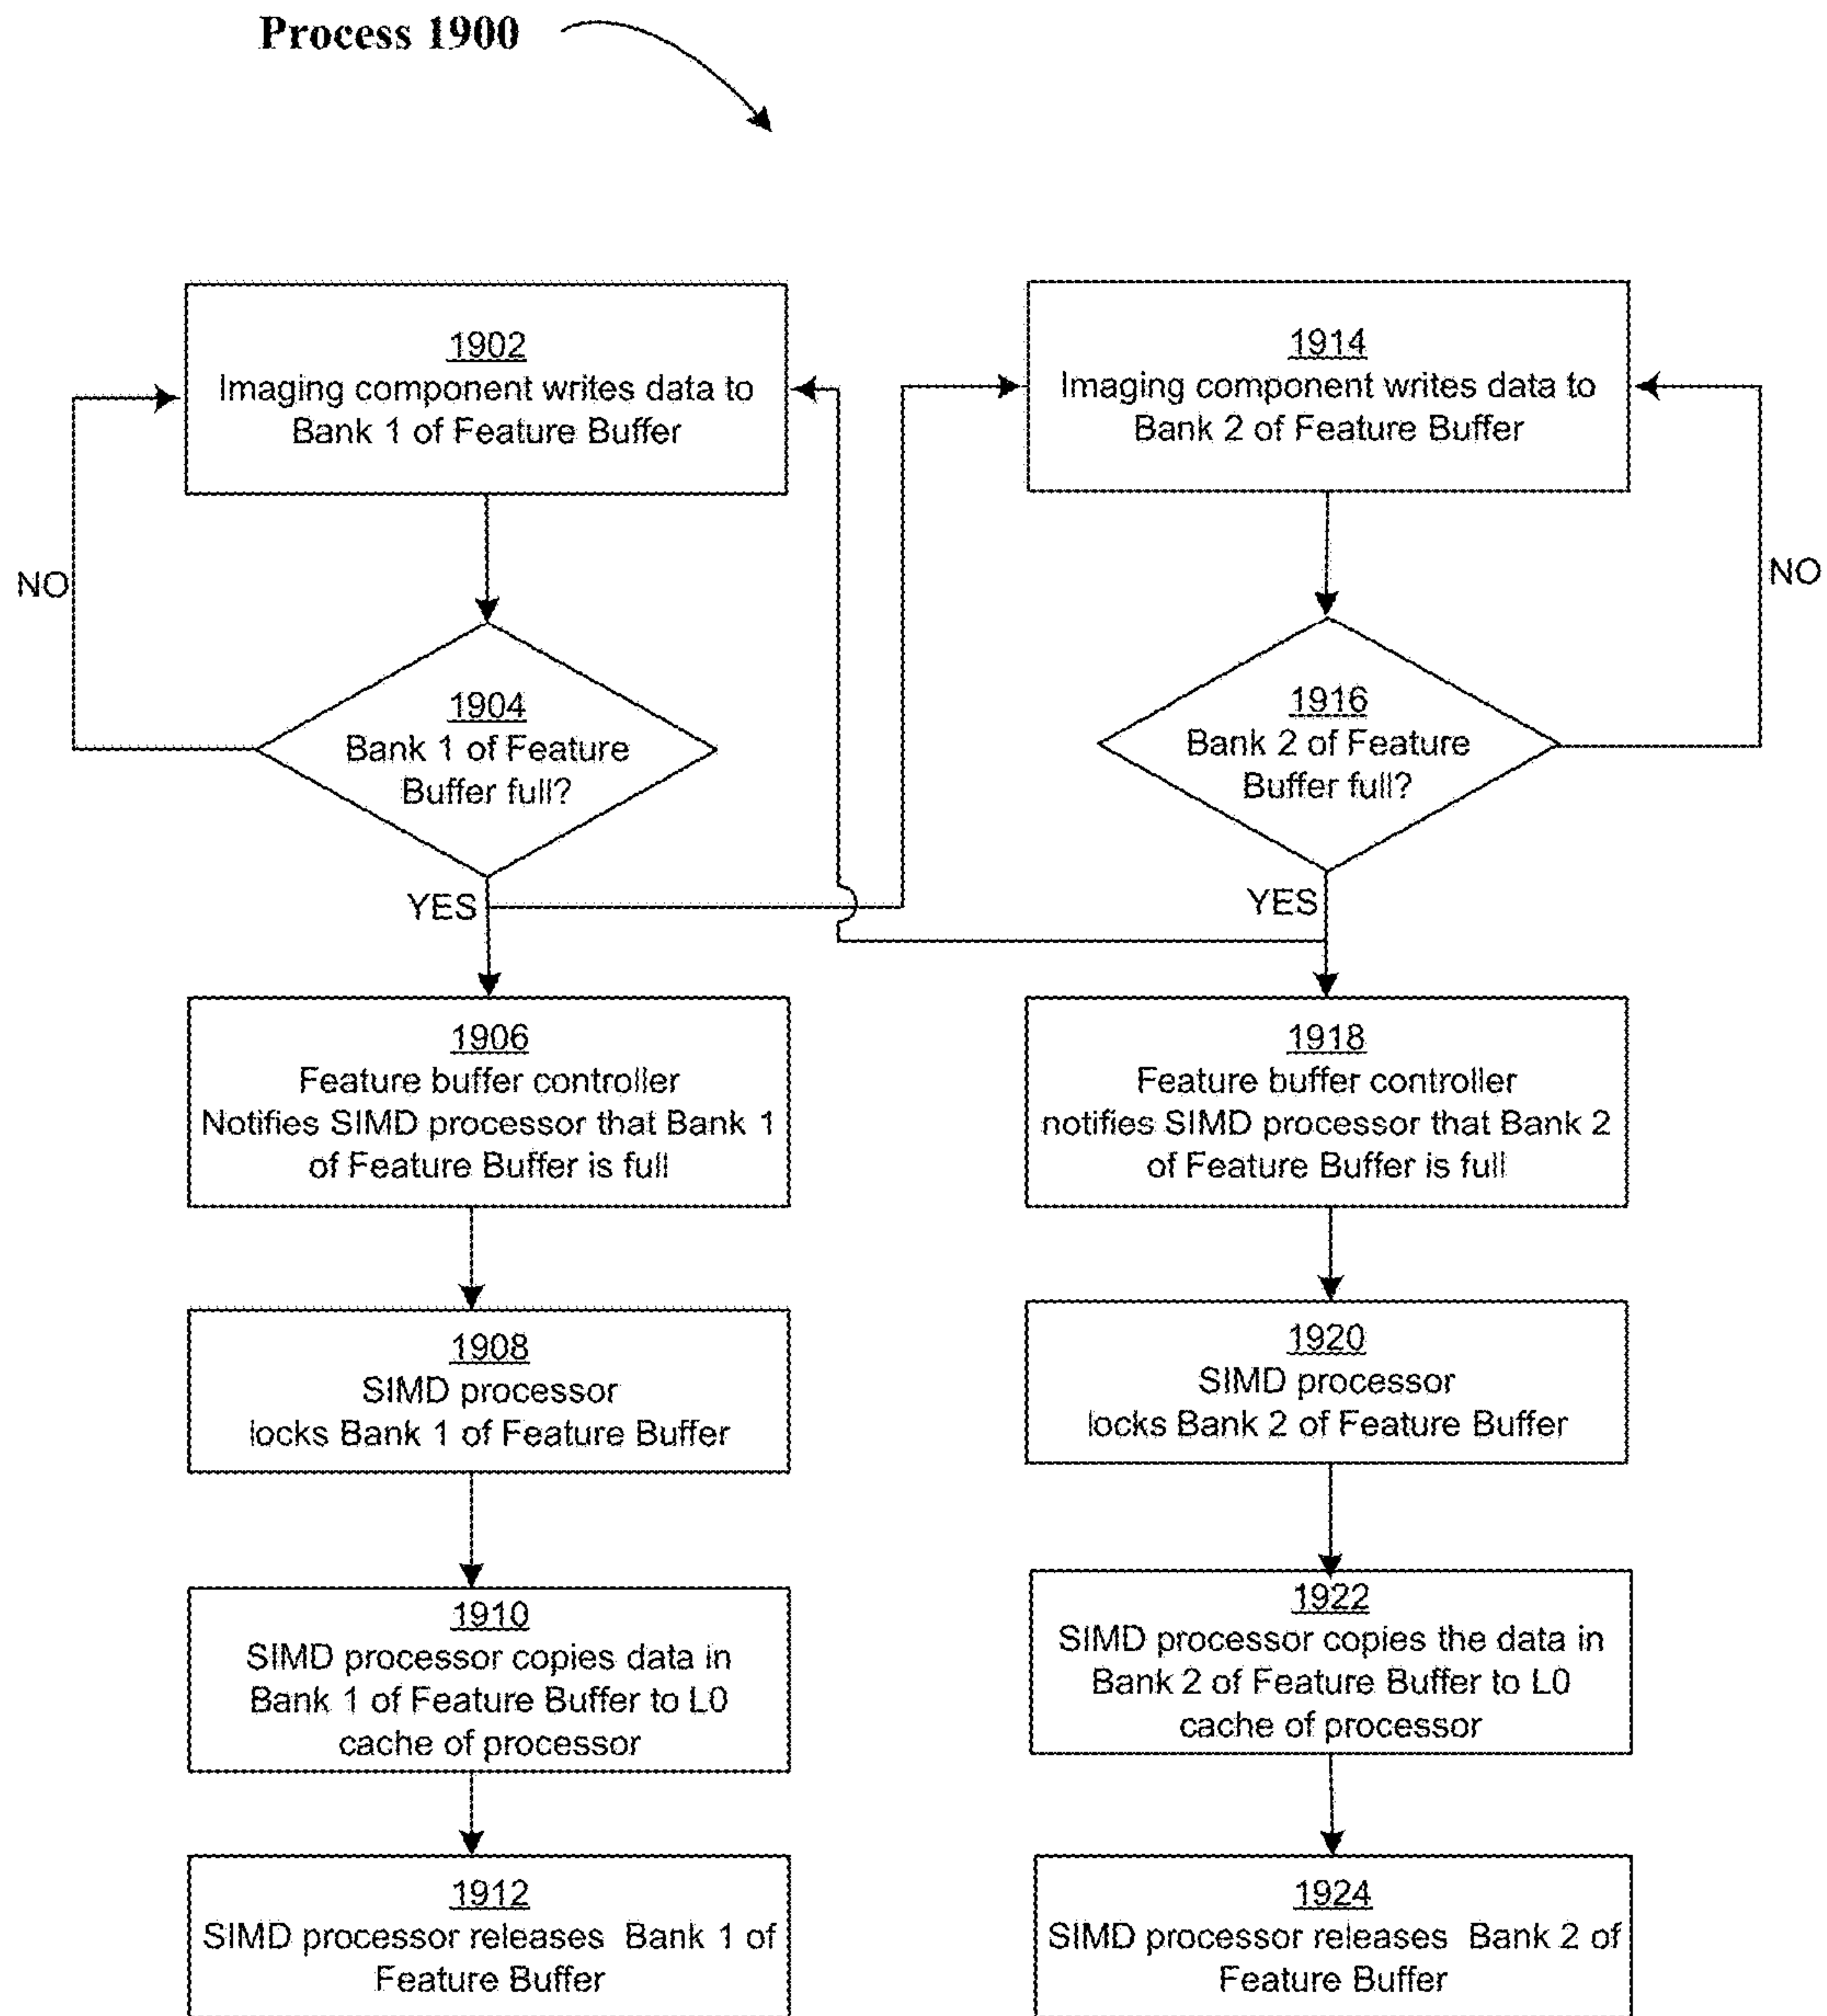 Process 1900
1902
Imaging component writes data to
Bank 1 of Feature Buffer
NO
1904
Bank 1 of Feature
Buffer full?
YES
1906
Feature buffer controller
Notifies SIMD processor that Bank 1
of Feature Buffer is full
1908
SIMD processor
locks Bank 1 of Feature Buffer
1910
SIMD processor copies data in
Bank 1 of Feature Buffer to L0
cache of processor
1912
SIMD processor releases Bank 1 of
Feature Buffer
1914
Imaging component writes data to
Bank 2 of Feature Buffer
NO
1916
Bank 2 of Feature
Buffer full?
YES
1918
Feature buffer controller
notifies SIMD processor that Bank 2
of Feature Buffer is full
1920
SIMD processor
locks Bank 2 of Feature Buffer
1922
SIMD processor copies the data in
Bank 2 of Feature Buffer to L0
cache of processor
1924
SIMD processor releases Bank 2 of
Feature Buffer